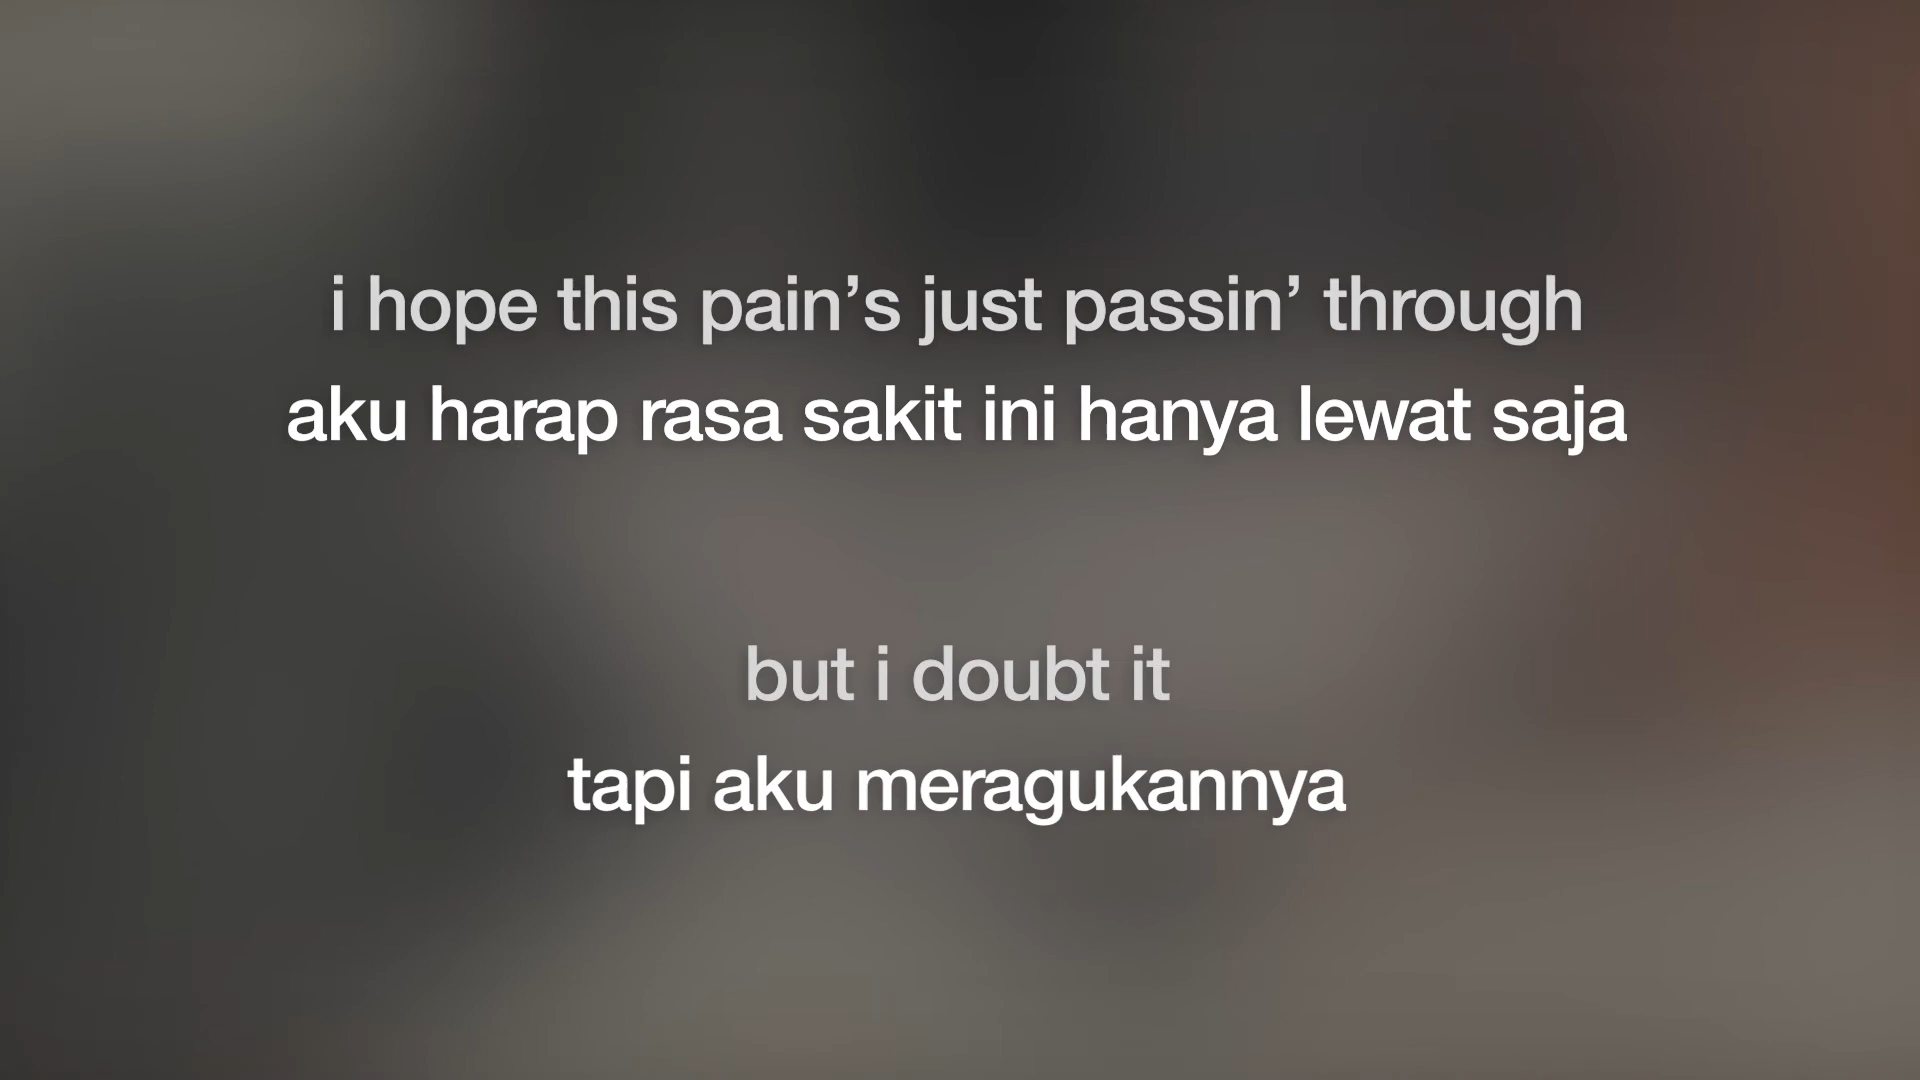 i hope this pain’s just passin’ through
aku harap rasa sakit ini hanya lewat saja
but i doubt it
tapi aku meragukannya